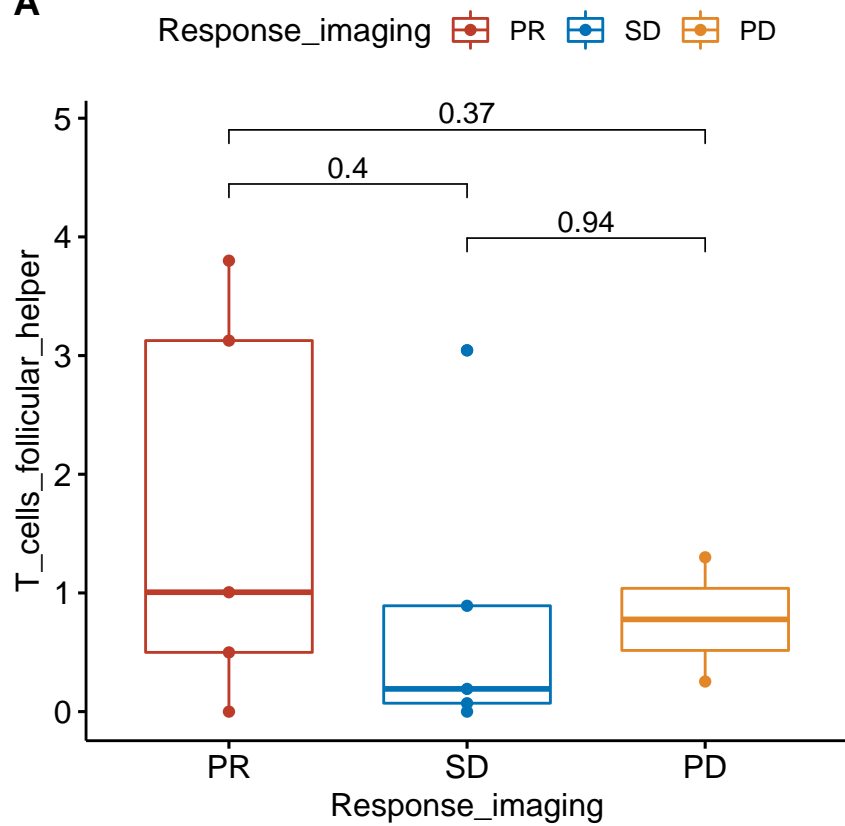 A
Response_imaging PR SD PD
0.37
0.4
0.94
5
4
3
2
1
0
T_cells_follicular_helper
PR SD PD
Response_imaging